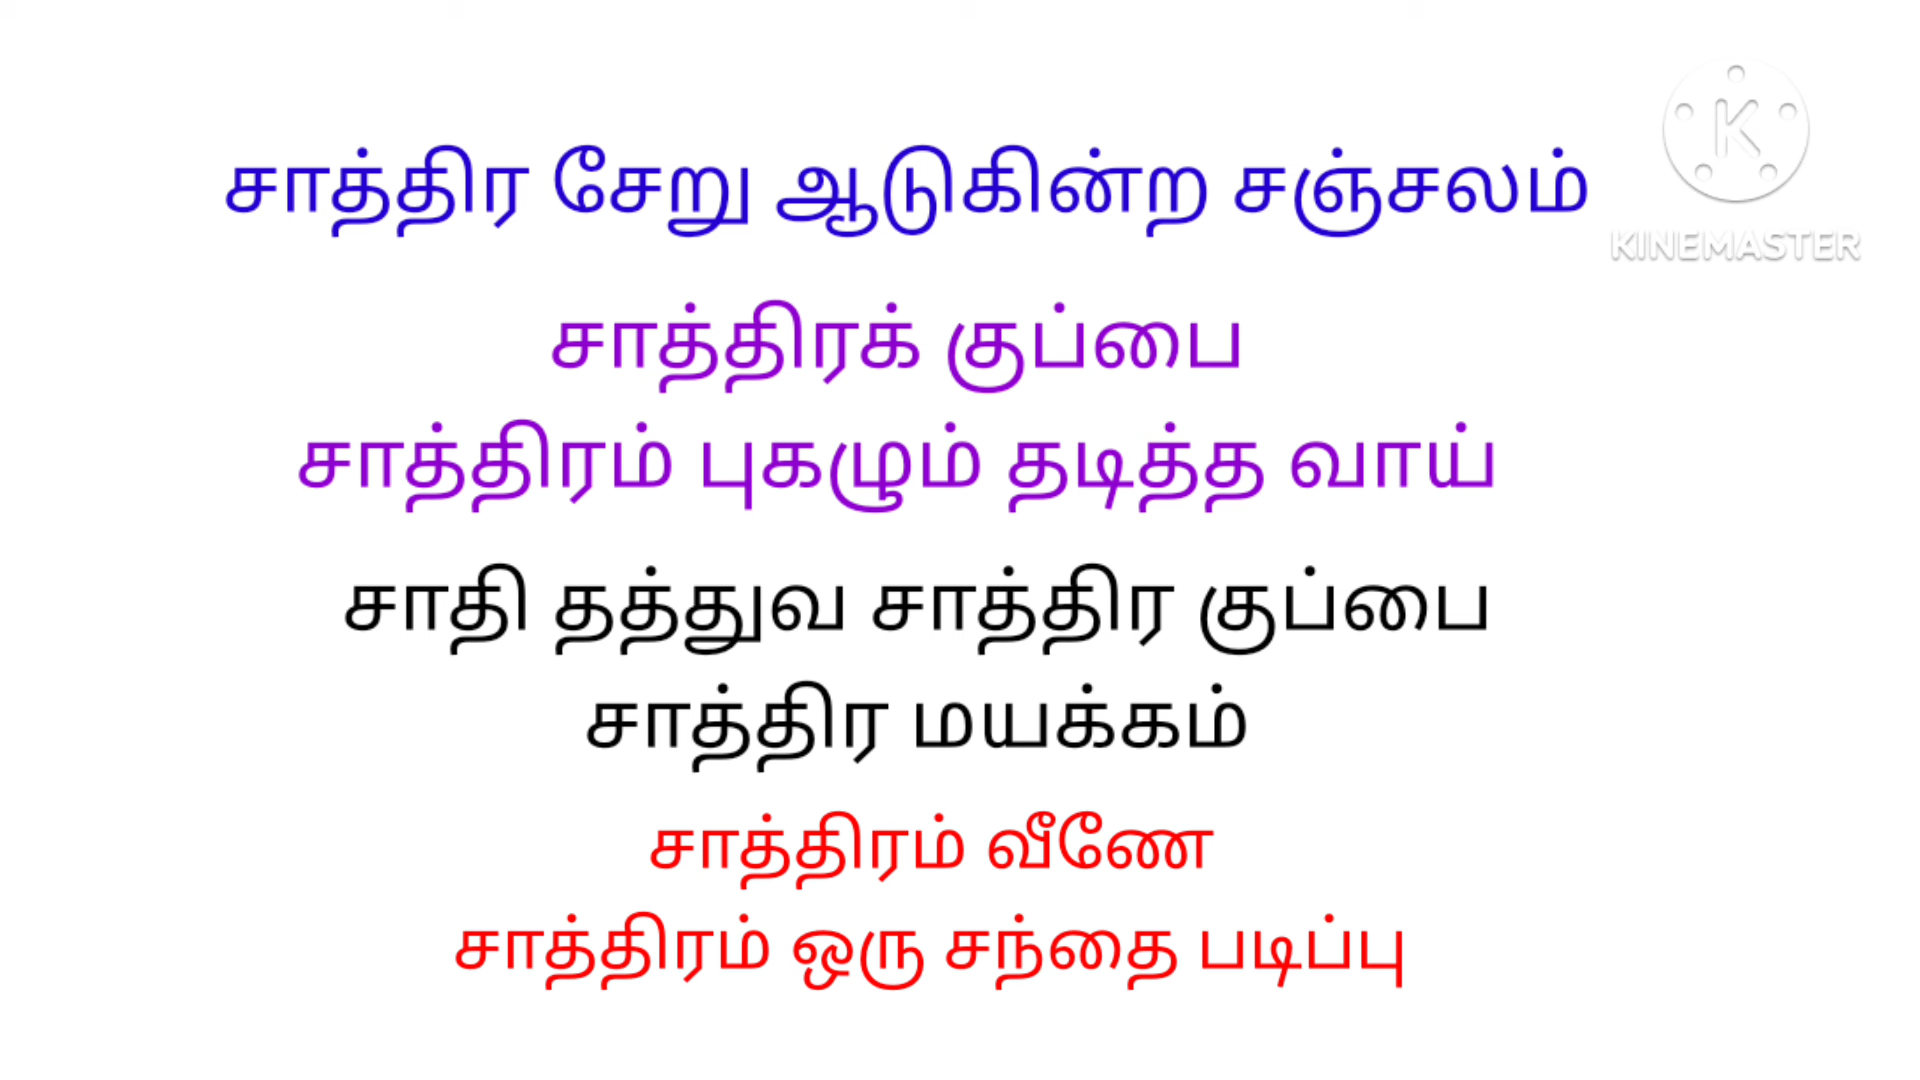 சாத்திர சேறு ஆடுகின்ற சஞ்சலம்
KINEMASTER
சாத்திரக் குப்பை
சாத்திரம் புகழும் தடித்த வாய்
சாதி தத்துவ சாத்திர குப்பை
சாத்திர மயக்கம்
சாத்திரம் வீணே
சாத்திரம் ஒரு சந்தை படிப்பு